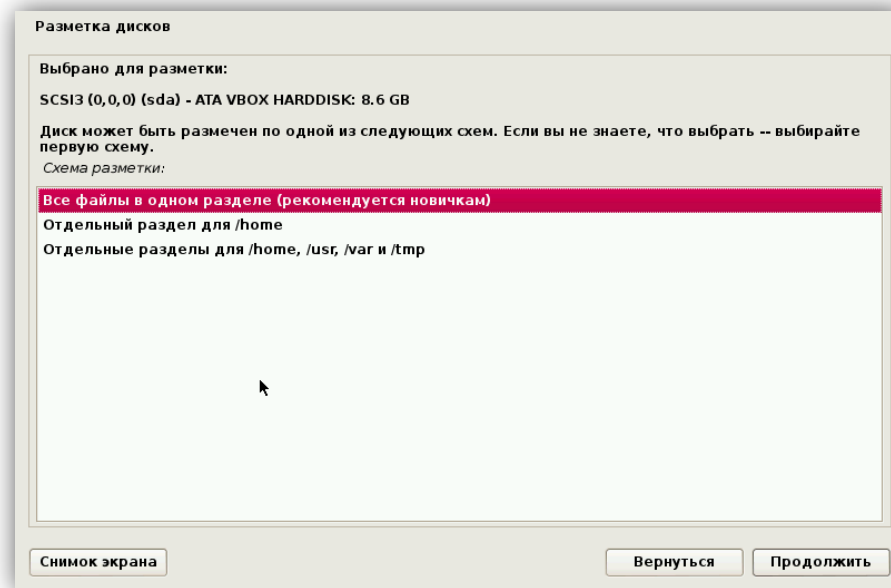 Разметка дисков
Выбрано для разметки:
SCSI3 (0,0,0) (sda) - ATA VBOX HARDDISK: 8.6 GB
Диск может быть размечен по одной из следующих схем. Если вы не знаете, что выбрать -- выбирайте
первую схему.
Схема разметки:
Все файлы в одном разделе (рекомендуется новичкам)
Отдельный раздел для /home
Отдельные разделы для /home, /usr, /var и /tmp
Снимок экрана
Вернуться
Продолжить